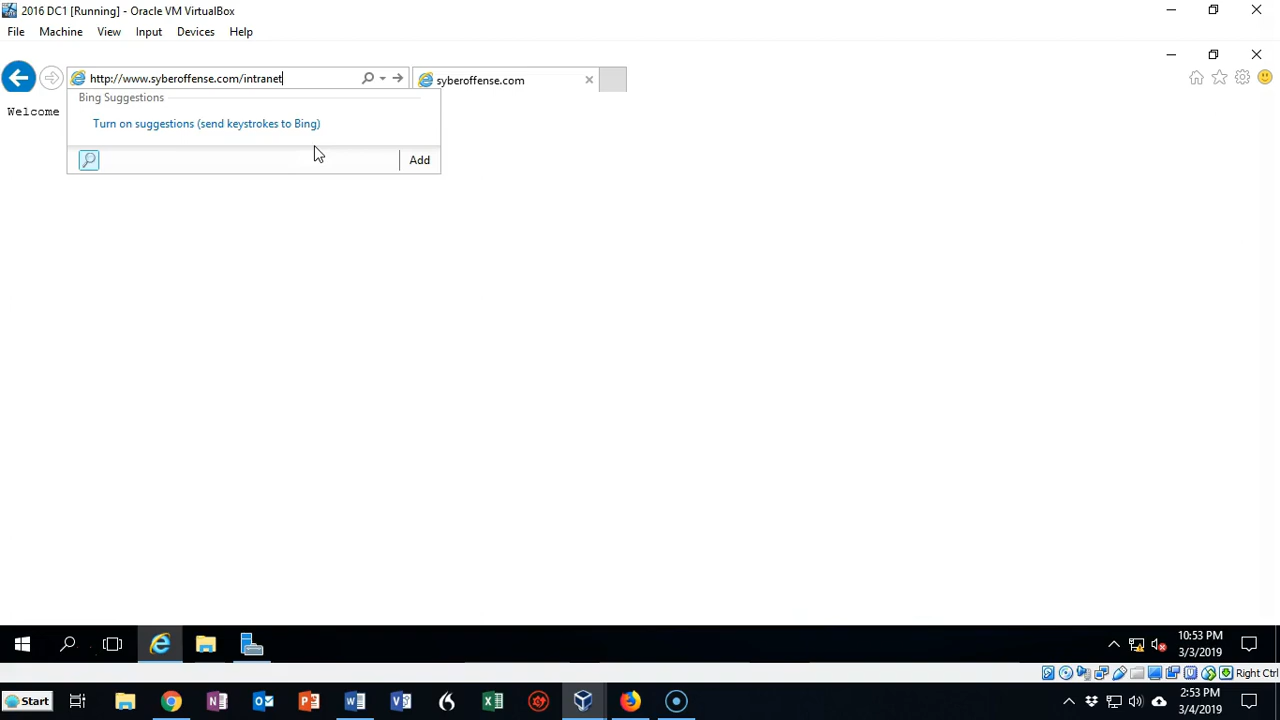 2016 DC1 [Running] - Oracle VM VirtualBox
File Machine View Input Devices Help
http://www.syberoffense.com/intranet
syberoffense.com
Welcome
Bing Suggestions
Turn on suggestions (send keystrokes to Bing)
Add
10:53 PM
3/3/2019
Right Ctrl
Start
2:53 PM
3/4/2019